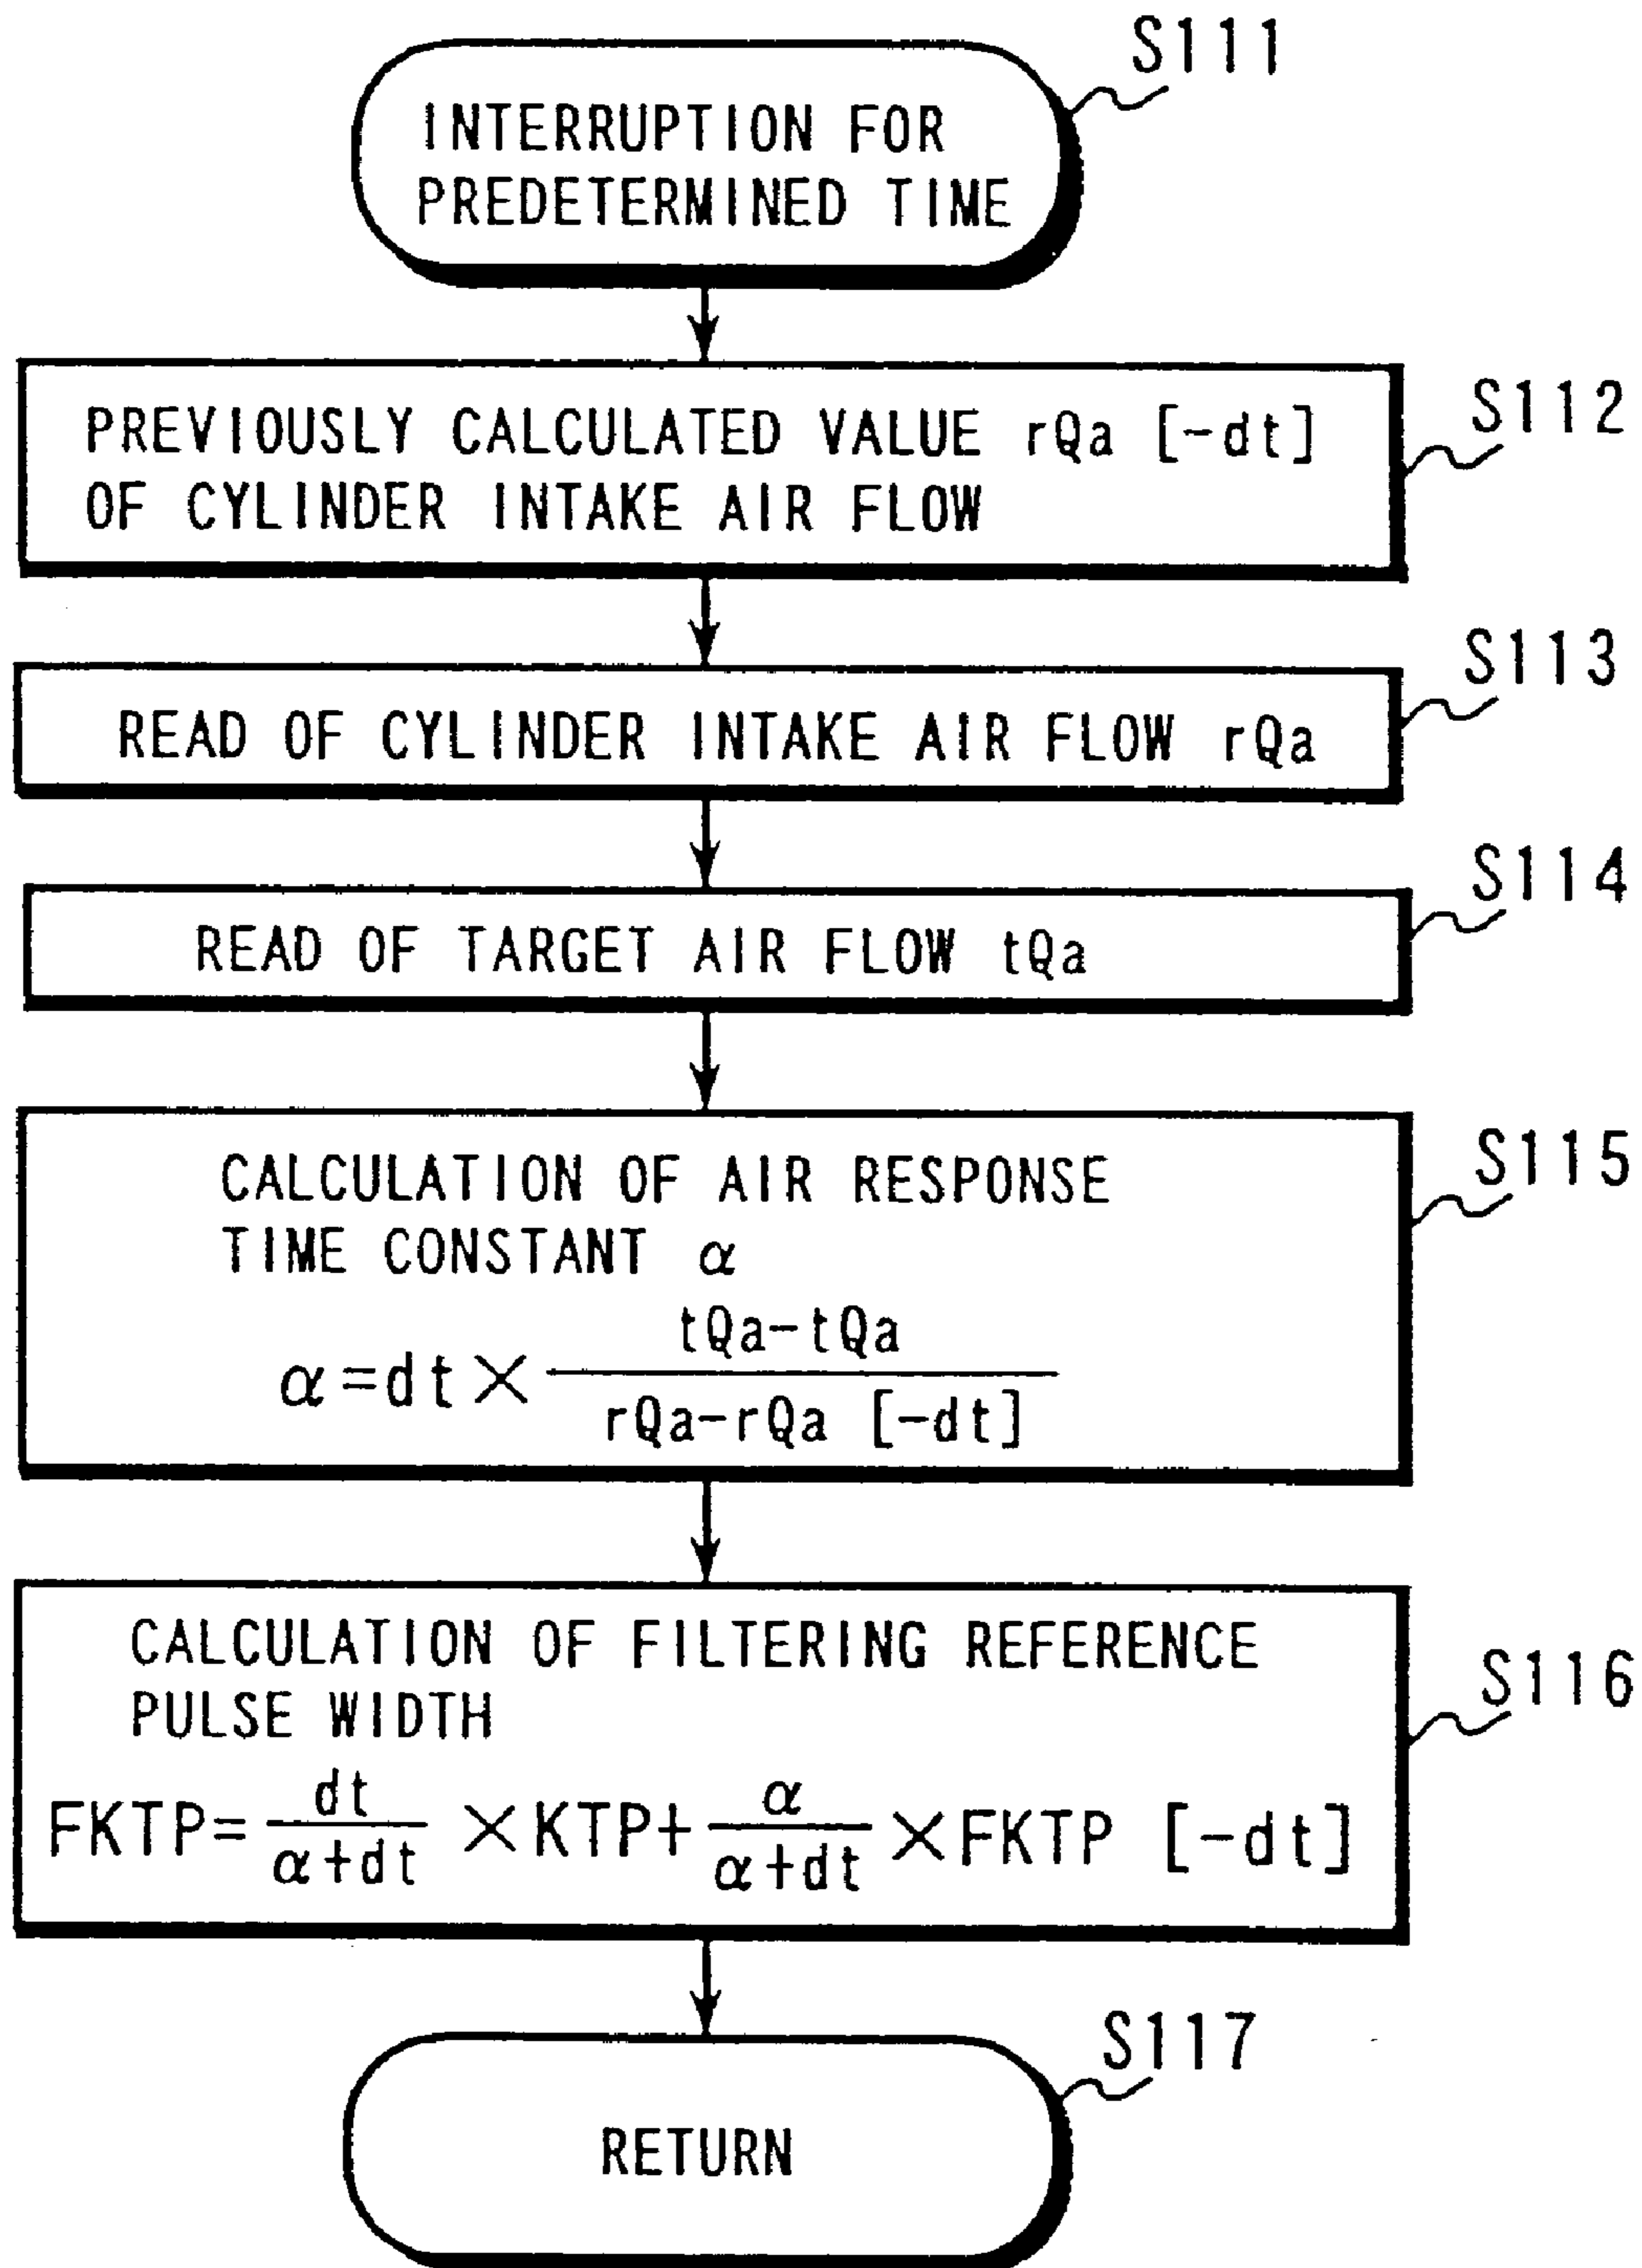 S111
INTERRUPTION FOR
PREDETERMINED TIME
S112
PREVIOUSLY CALCULATED VALUE rQa [-dt]
OF CYLINDER INTAKE AIR FLOW
S113
READ OF CYLINDER INTAKE AIR FLOW rQa
S114
READ OF TARGET AIR FLOW tQa
S115
CALCULATION OF AIR RESPONSE
TIME CONSTANT α
tQa-tQa
α=dt×
rQa-rQa [-dt]
CALCULATION OF FILTERING REFERENCE
S116
PULSE WIDTH
dt α
FKTP= ×KTP+ ×FKTP [-dt]
α+dt α+dt
S117
RETURN